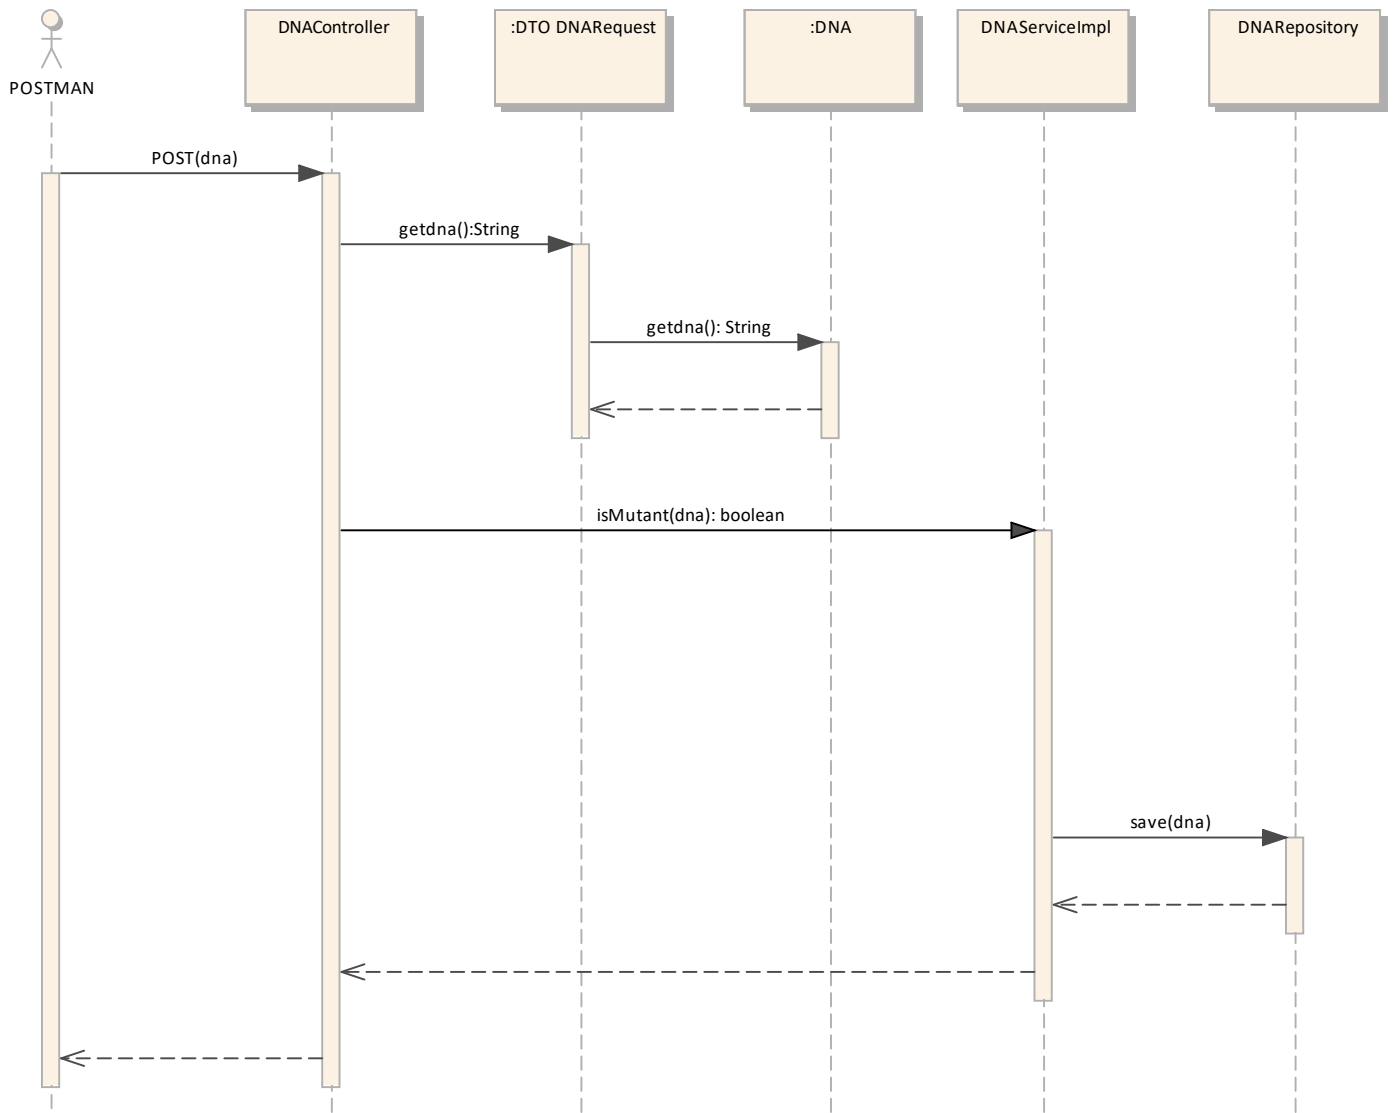 POSTMAN
DNAController
:DTO DNARequest
:DNA
DNAServiceImpl
DNARepository
POST(dna)
getdna():String
getdna(): String
isMutant(dna): boolean
save(dna)